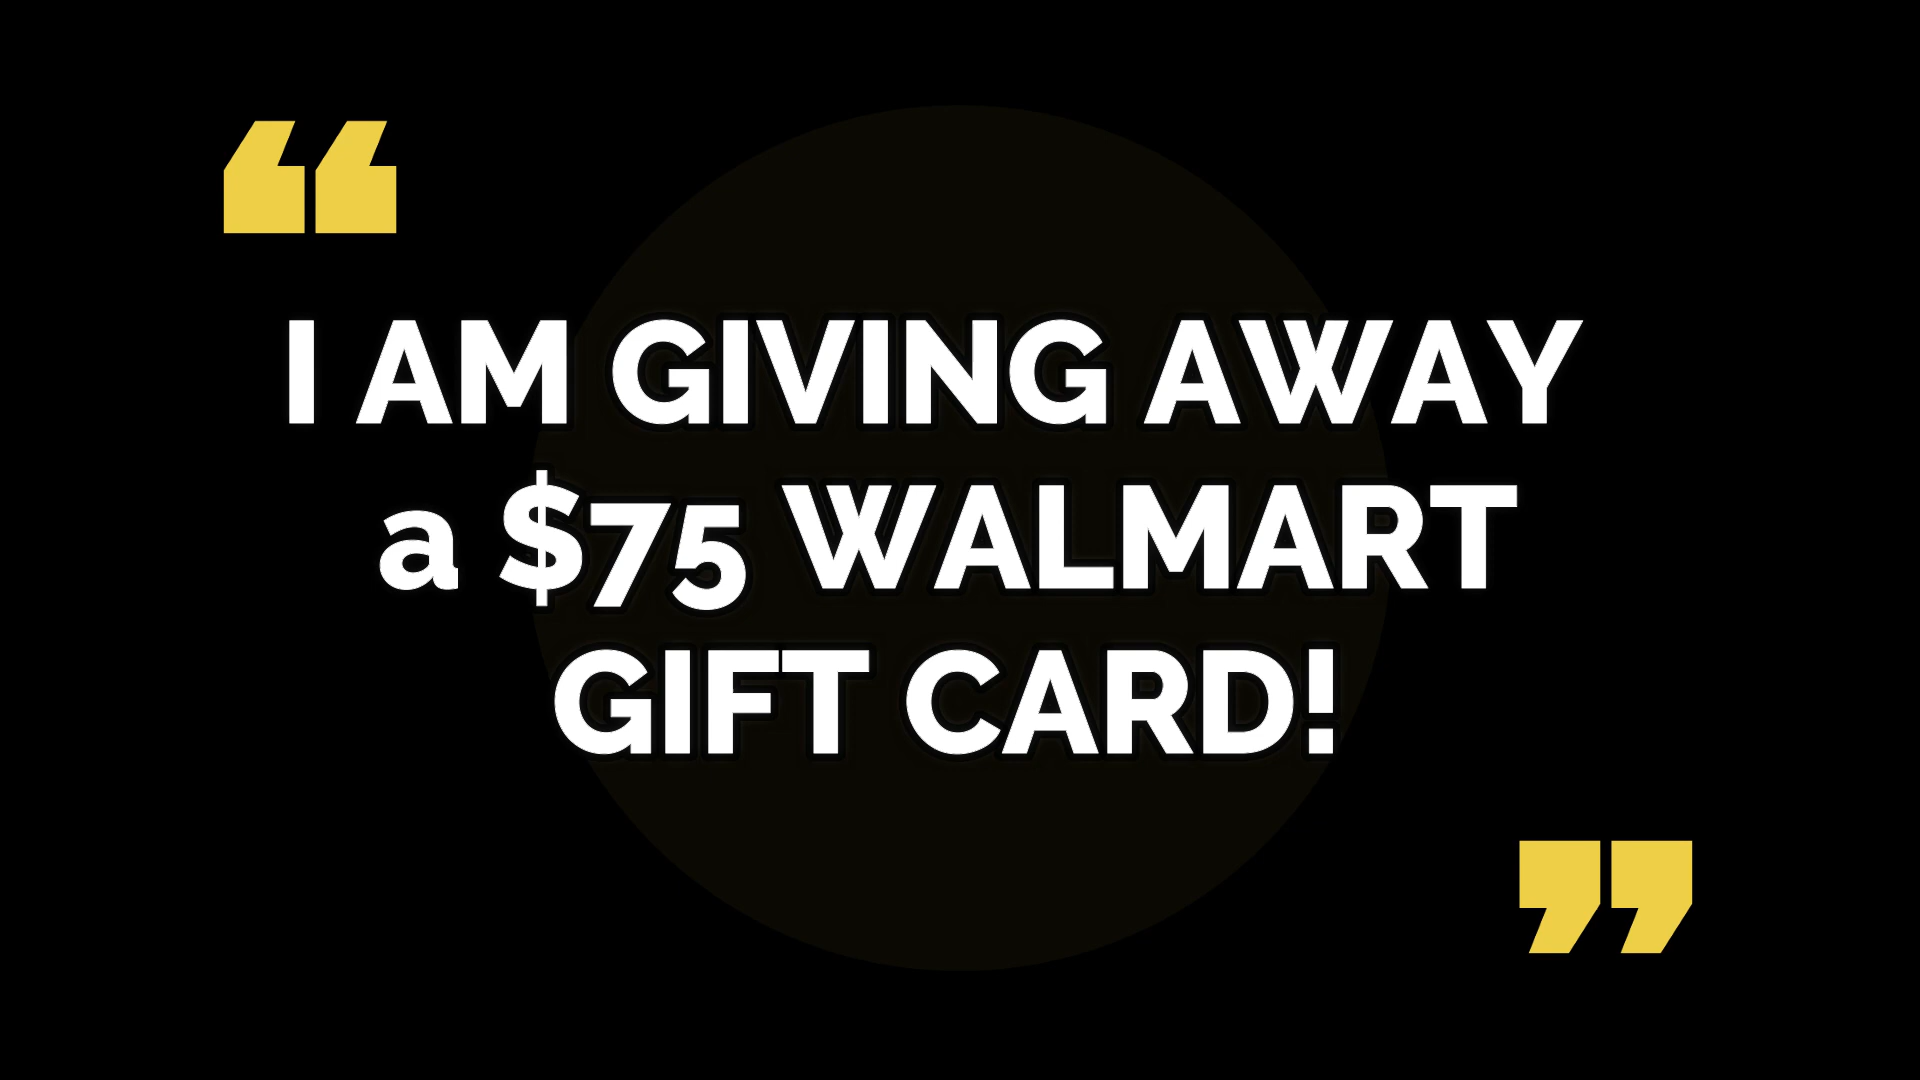 “
I AM GIVING AWAY
a $75 WALMART
GIFT CARD!
”